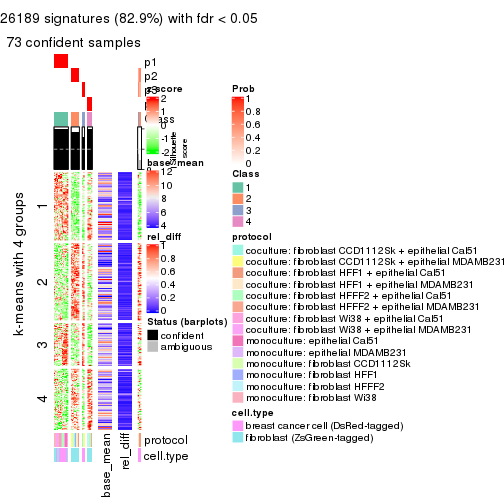 26189 signatures (82.9%) with fdr < 0.05
73 confident samples
p1
p2
Class
Silhouette
score
k-means with 4 groups
1
2
3
4
base_mean
rel_diff
protocol
cell.type
z-score
2
1
0
-2
base_mean
12
10
8
6
4
rel_diff
1
0.8
0.6
0.4
0.2
0
Status (barplots)
confident
ambiguous
Prob
1
0.8
0.6
0.4
0.2
0
Class
1
2
3
4
protocol
coculture: fibroblast CCD1112Sk + epithelial Cal51
coculture: fibroblast CCD1112Sk + epithelial MDAMB231
coculture: fibroblast HFF1 + epithelial Cal51
coculture: fibroblast HFF1 + epithelial MDAMB231
coculture: fibroblast HFFF2 + epithelial Cal51
coculture: fibroblast HFFF2 + epithelial MDAMB231
coculture: fibroblast Wi38 + epithelial Cal51
coculture: fibroblast Wi38 + epithelial MDAMB231
monoculture: epithelial Cal51
monoculture: epithelial MDAMB231
monoculture: fibroblast CCD1112Sk
monoculture: fibroblast HFF1
monoculture: fibroblast HFFF2
monoculture: fibroblast Wi38
cell.type
breast cancer cell (DsRed-tagged)
fibroblast (ZsGreen-tagged)